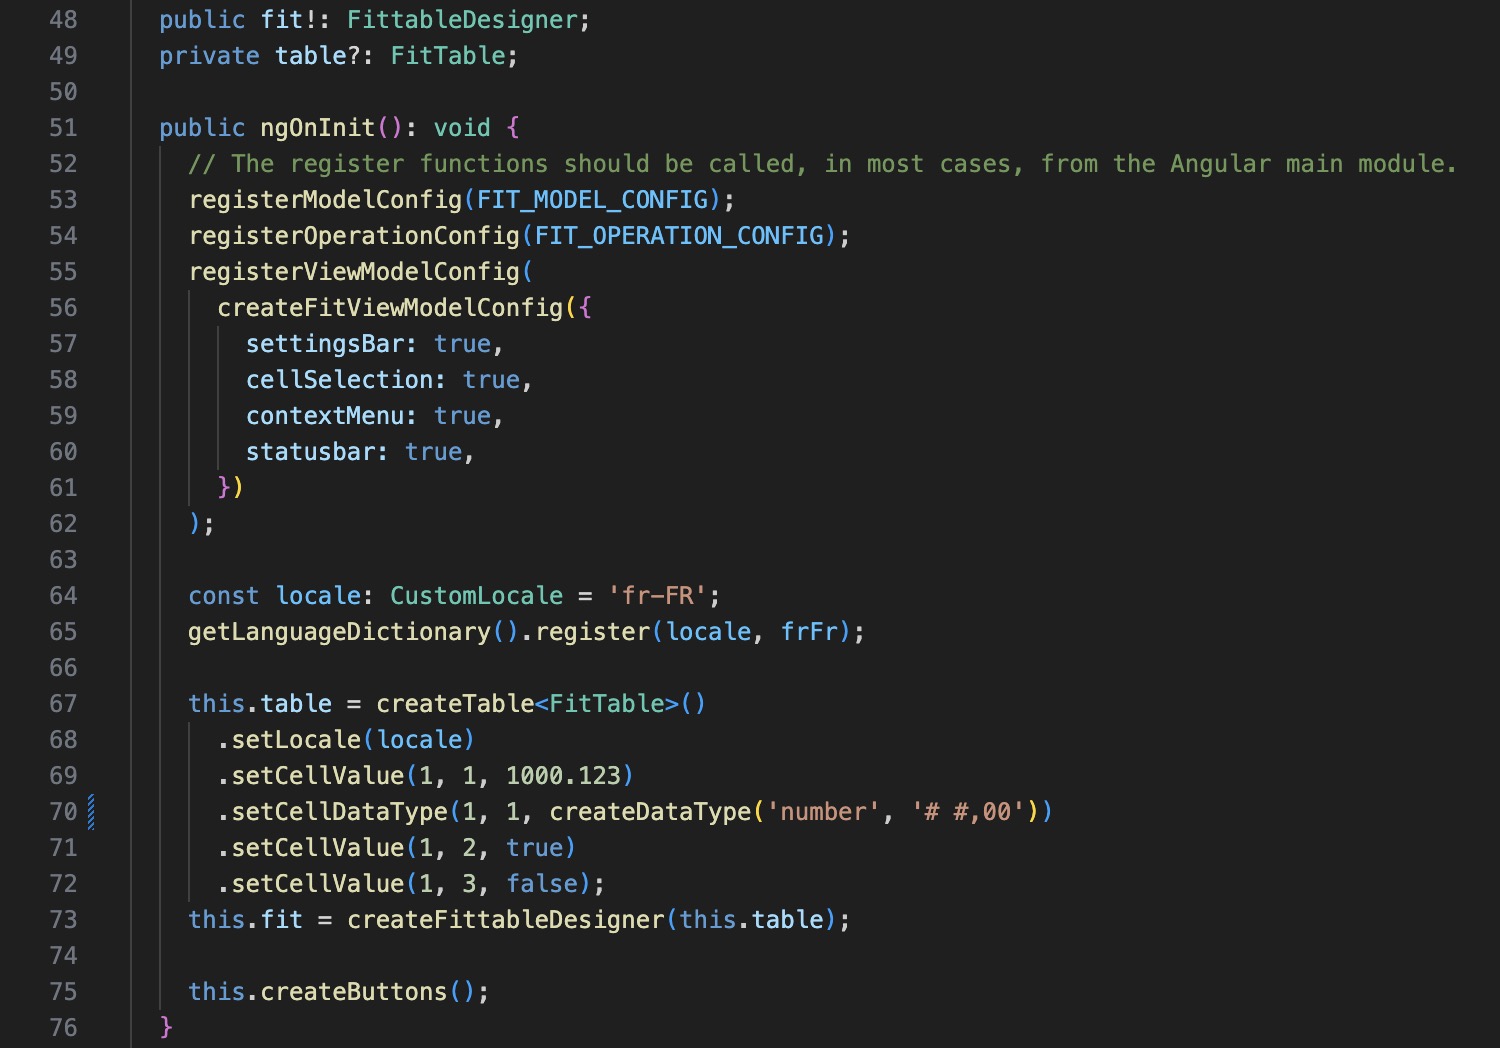 48 public fit!: FittableDesigner;
49 private table?: FitTable;
50
51 public ngOnInit(): void {
52 // The register functions should be called, in most cases, from the Angular main module.
53 registerModelConfig(FIT_MODEL_CONFIG);
54 registerOperationConfig(FIT_OPERATION_CONFIG);
55 registerViewModelConfig(
56 createFitViewModelConfig({
57 settingsBar: true,
58 cellSelection: true,
59 contextMenu: true,
60 statusbar: true,
61 })
62 );
63
64 const locale: CustomLocale = 'fr-FR';
65 getLanguageDictionary().register(locale, frFr);
66
67 this.table = createTable<FitTable>()
68 .setLocale(locale)
69 .setCellValue(1, 1, 1000.123)
70 .setCellDataType(1, 1, createDataType('number', '# #,00'))
71 .setCellValue(1, 2, true)
72 .setCellValue(1, 3, false);
73 this.fit = createFittableDesigner(this.table);
74
75 this.createButtons();
76 }